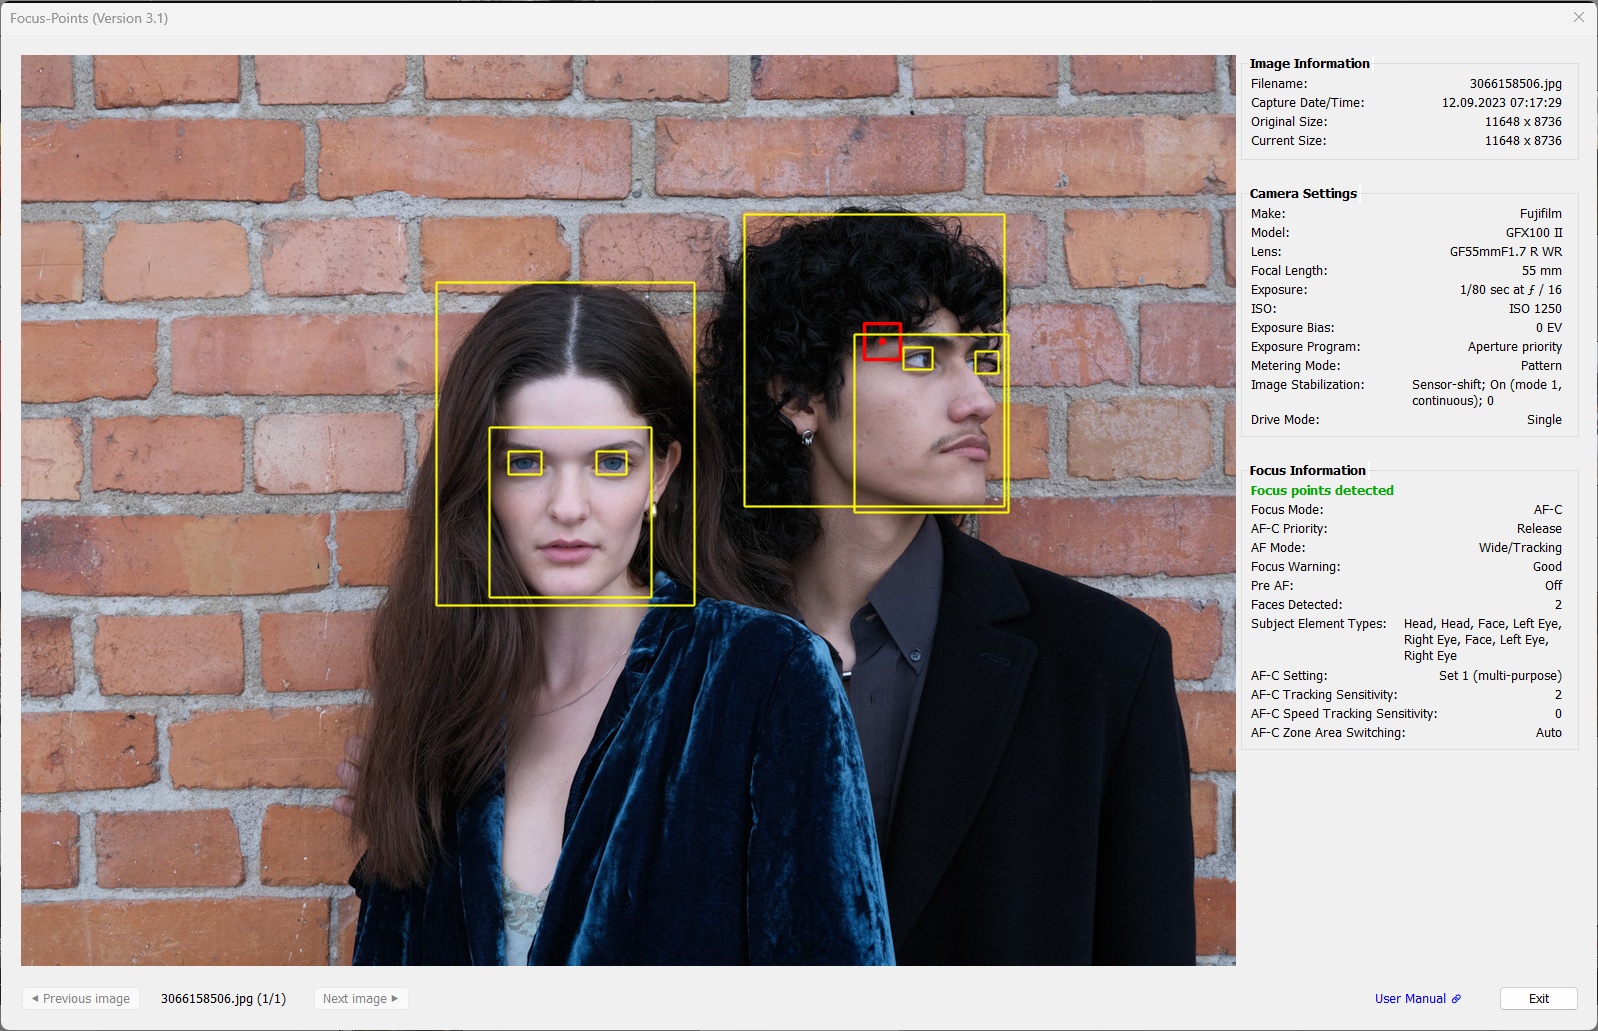 Focus-Points (Version 3.1)
Image Information
Filename: 3066158506.jpg
Capture Date/Time: 12.09.2023 07:17:29
Original Size: 11648 x 8736
Current Size: 11648 x 8736
Camera Settings
Make: Fujifilm
Model: GFX100 II
Lens: GF55mmF1.7 R WR
Focal Length: 55 mm
Exposure: 1/80 sec at ƒ / 16
ISO: ISO 1250
Exposure Bias: 0 EV
Exposure Program: Aperture priority
Metering Mode: Pattern
Image Stabilization: Sensor-shift; On (mode 1,
continuous); 0
Drive Mode: Single
Focus Information
Focus points detected
Focus Mode: AF-C
AF-C Priority: Release
AF Mode: Wide/Tracking
Focus Warning: Good
Pre AF: Off
Faces Detected: 2
Subject Element Types: Head, Head, Face, Left Eye,
Right Eye, Face, Left Eye,
Right Eye
AF-C Setting: Set 1 (multi-purpose)
AF-C Tracking Sensitivity: 2
AF-C Speed Tracking Sensitivity: 0
AF-C Zone Area Switching: Auto
Previous image 3066158506.jpg (1/1) Next image User Manual Exit